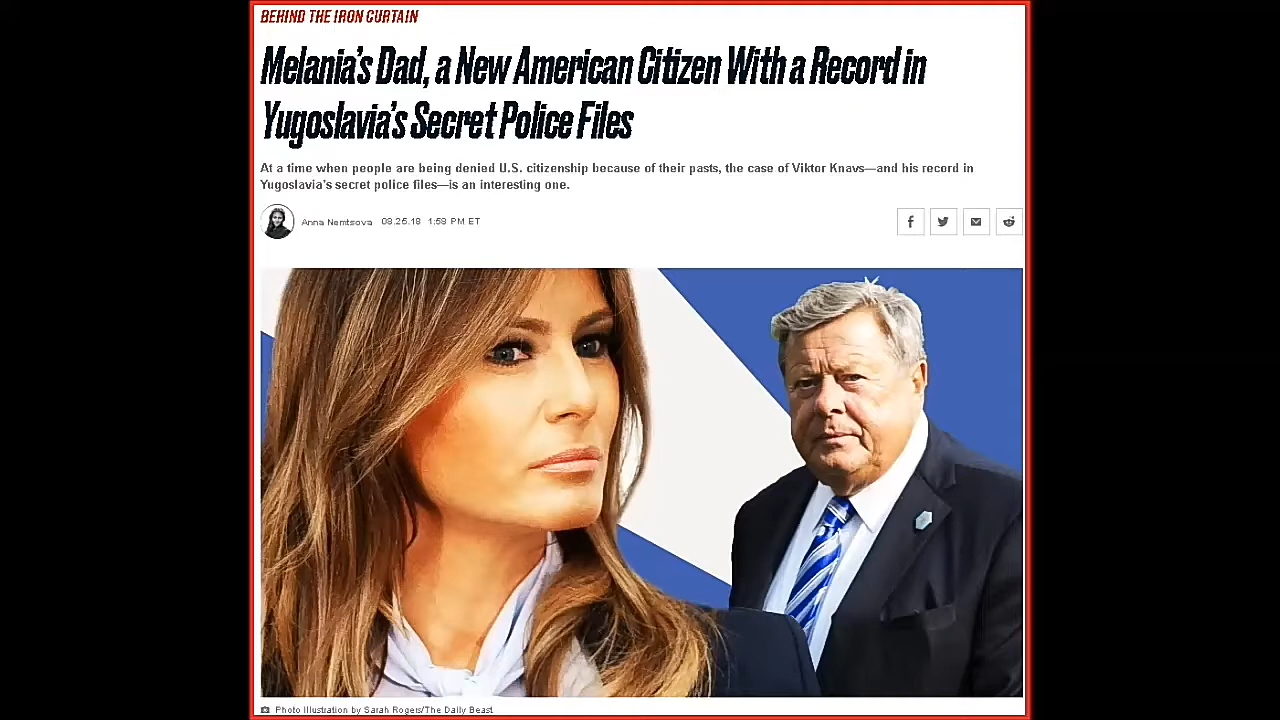 BEHIND THE IRON CURTAIN
Melania's Dad, a New American Citizen With a Record in
Yugoslavia's Secret Police Files
At a time when people are being denied U.S. citizenship because of their pasts, the case of Viktor Knavs—and his record in
Yugoslavia's secret police files—is an interesting one.
Anna Nemtsova 08.25.18 1:58 PM ET
Photo Illustration by Sarah Rogers/The Daily Beast